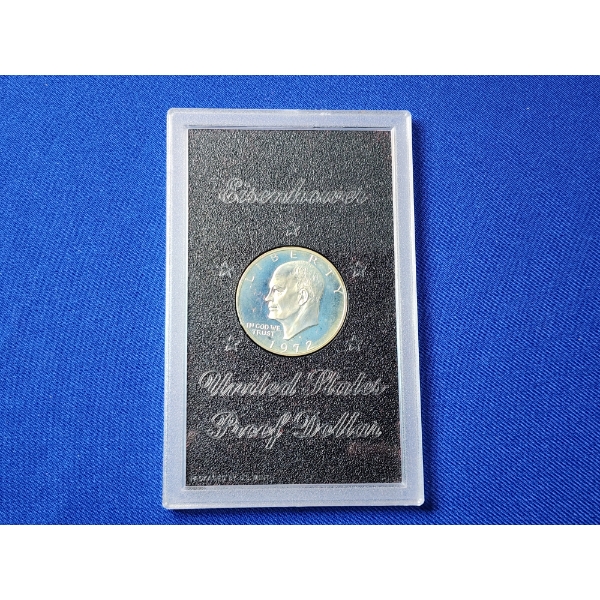 Eisenhower
LIBERTY
IN GOD WE
TRUST
1972
United States
Proof Dollar